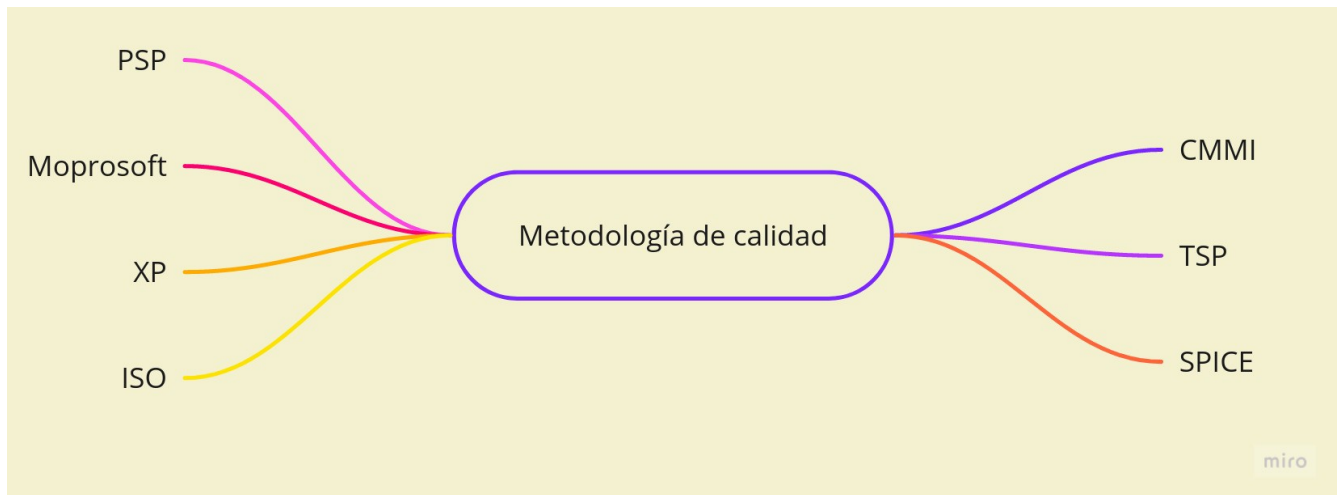 PSP
Moprosoft
XP
ISO
Metodología de calidad
CMMI
TSP
SPICE
miro